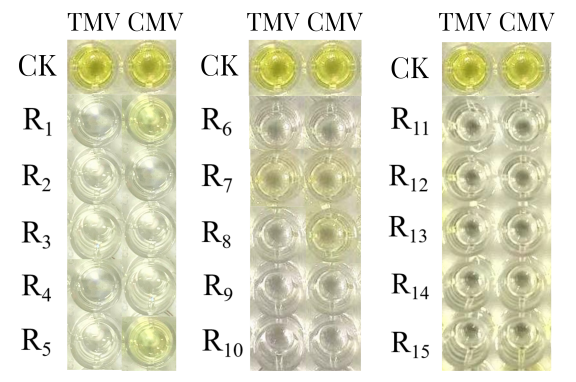 TMV CMV TMV CMV TMV CMV
CK CK CK
R1 R6 R11
R2 R7 R12
R3 R8 R13
R4 R9 R14
R5 R10 R15